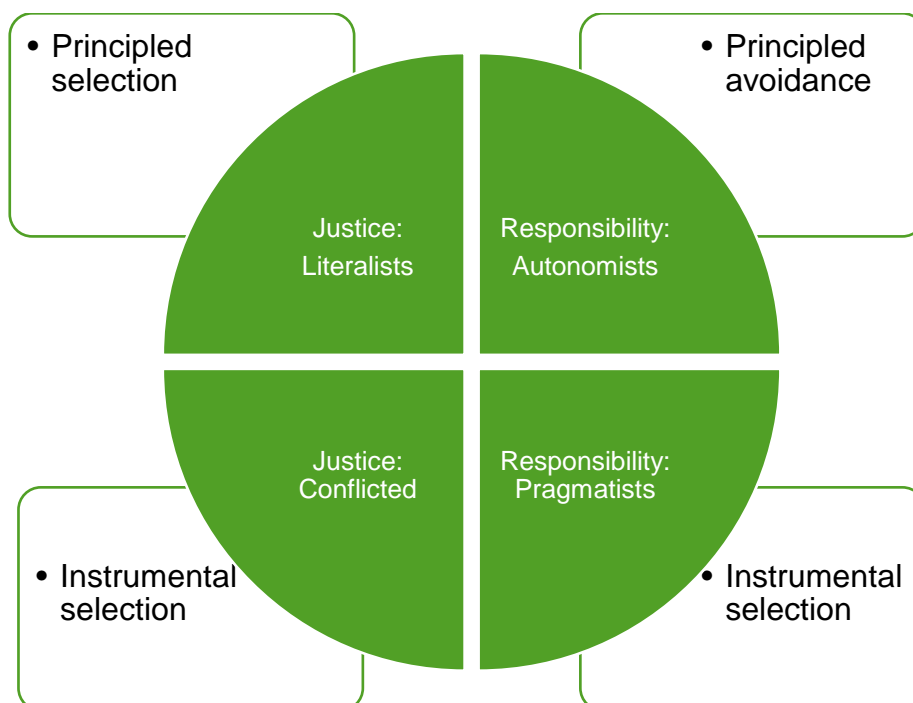 • Principled
selection
• Principled
avoidance
Justice:
Literalists
Responsibility:
Autonomists
Justice:
Conflicted
Responsibility:
Pragmatists
• Instrumental
selection
• Instrumental
selection